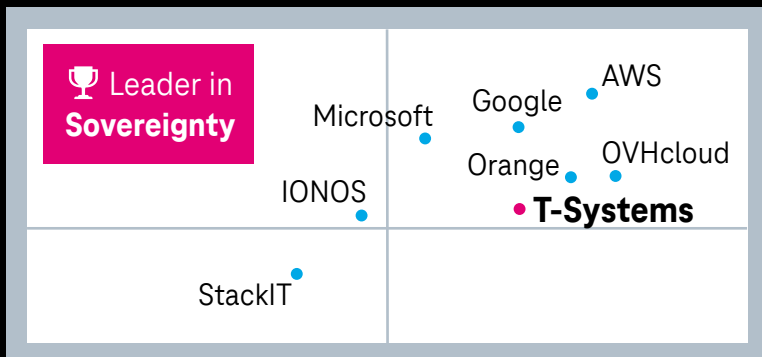 Leader in
Sovereignty
AWS
Google
Microsoft
OVHcloud
Orange
IONOS
T-Systems
StackIT